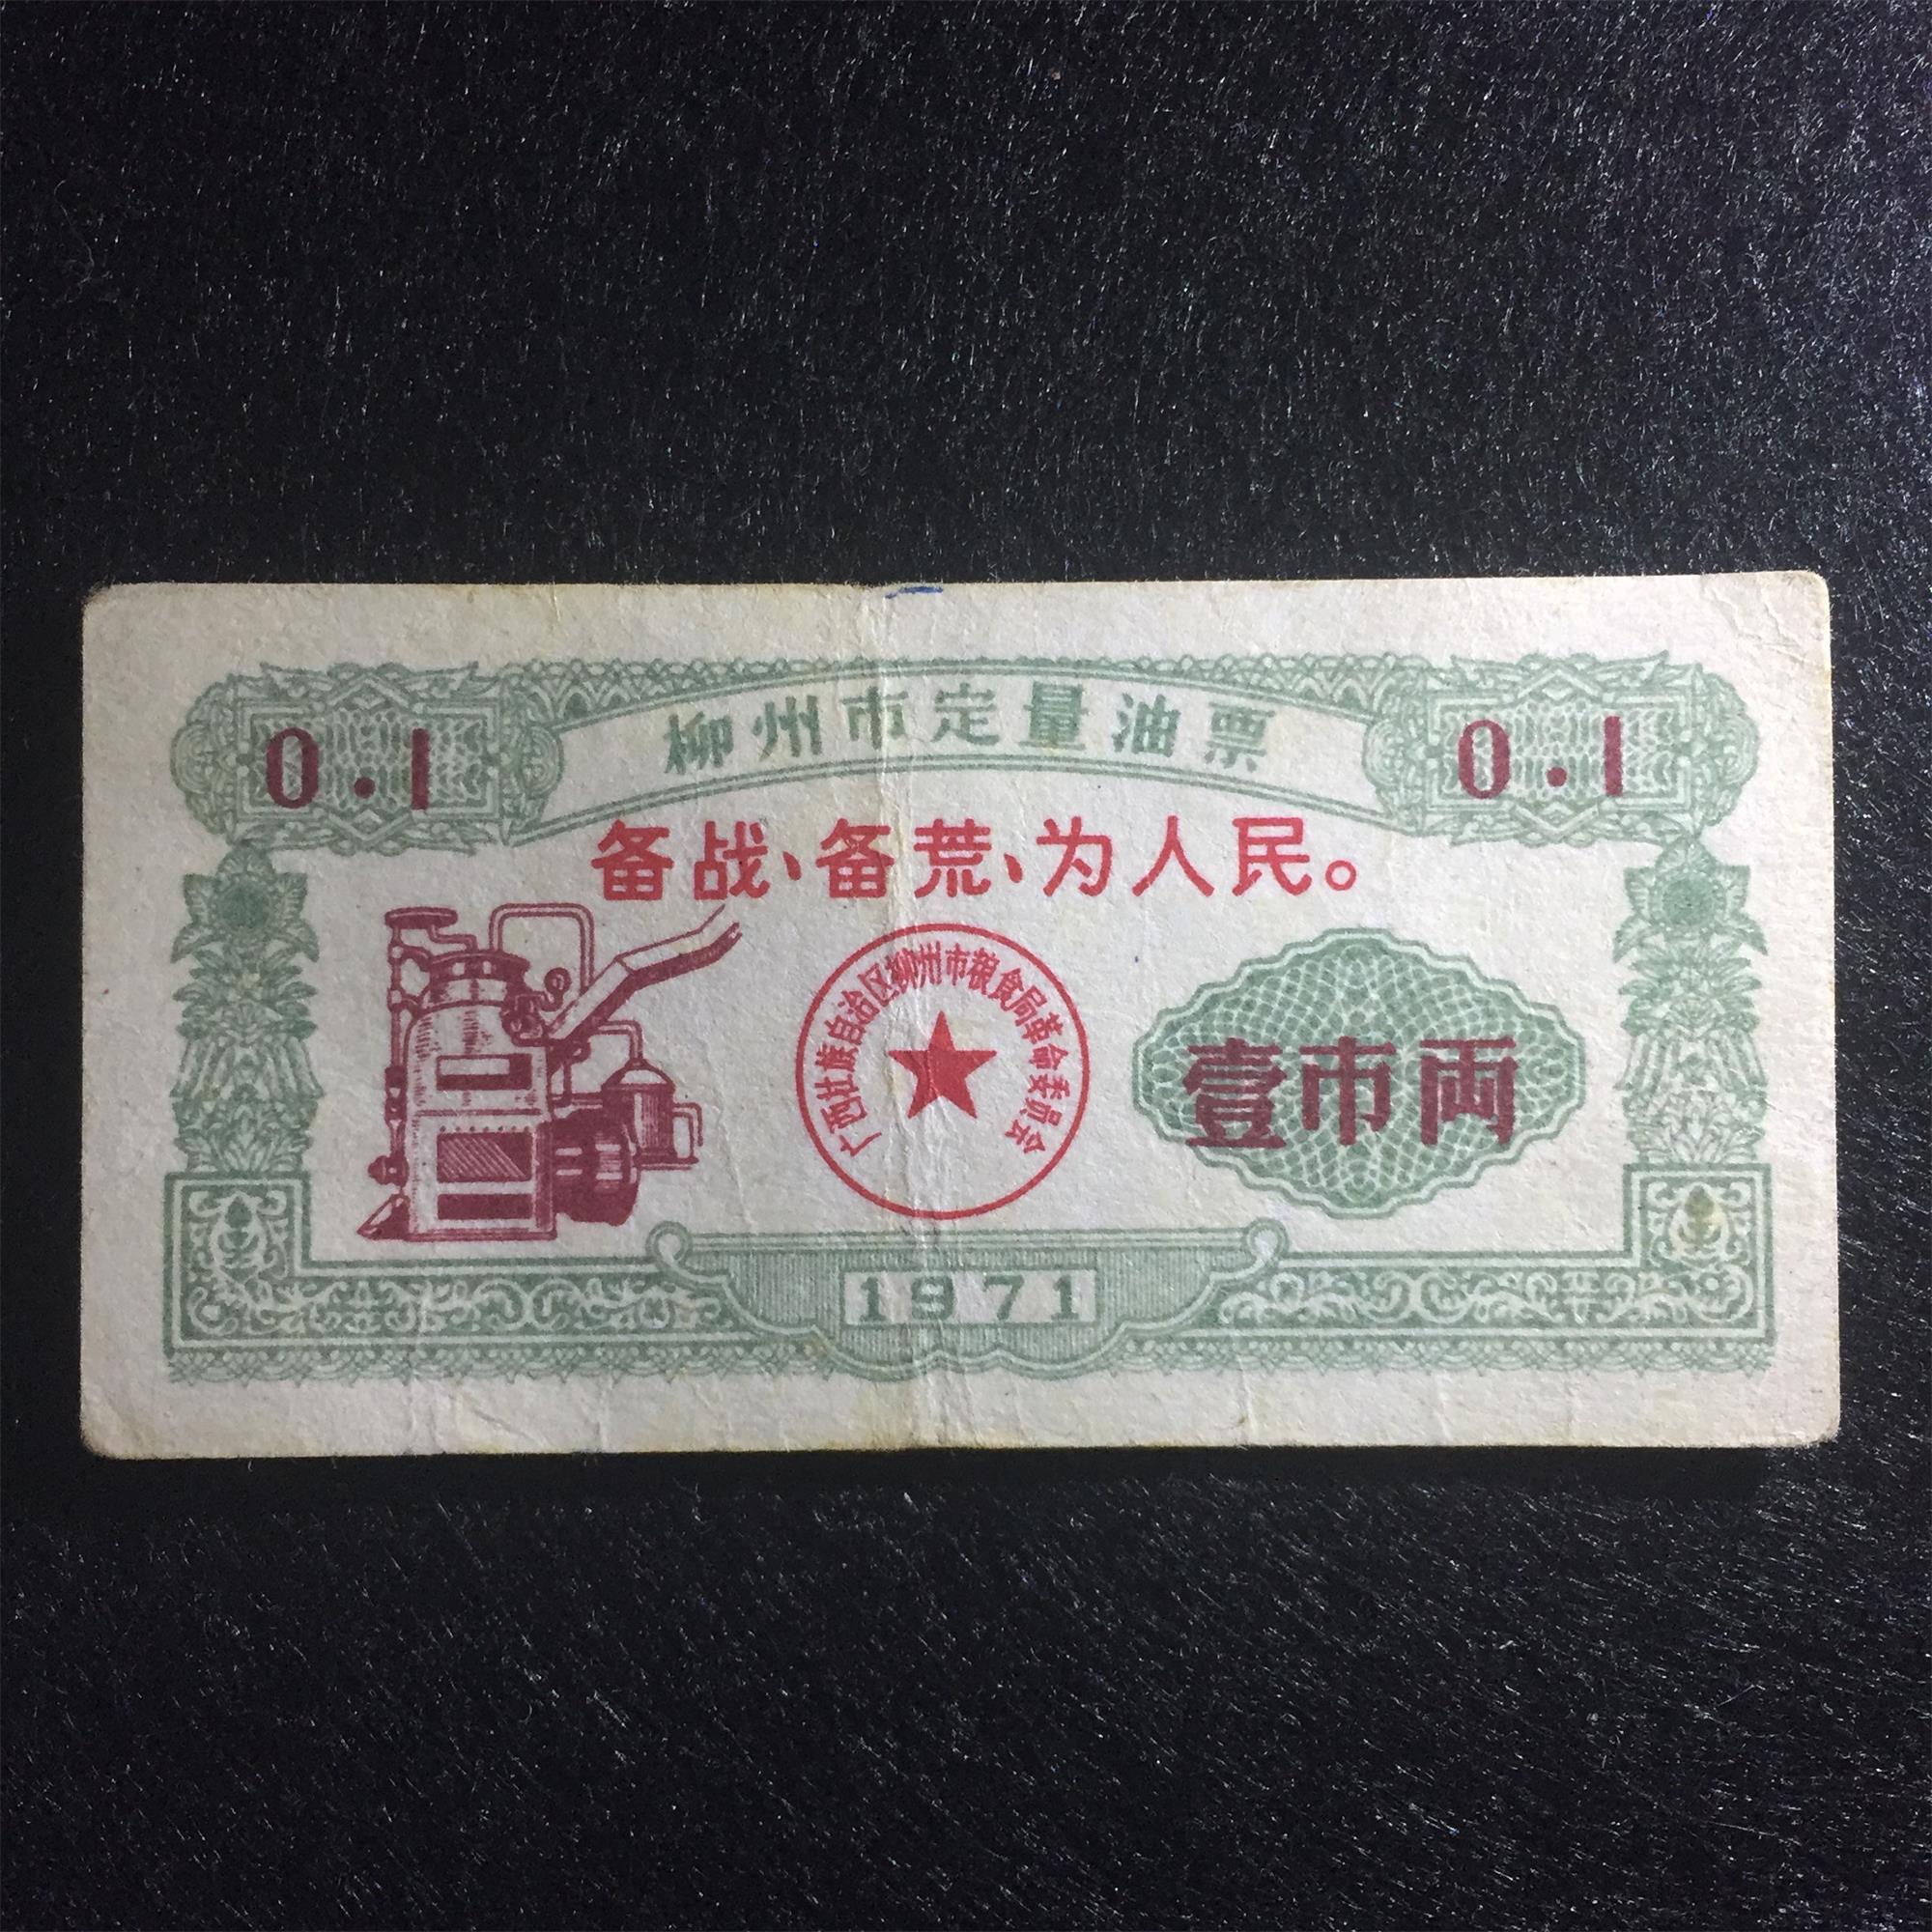 柳州市定量油票
0.1
0.1
备战、备荒、为人民。
广西壮族自治区柳州市粮食局革命委员会
壹市両
1971